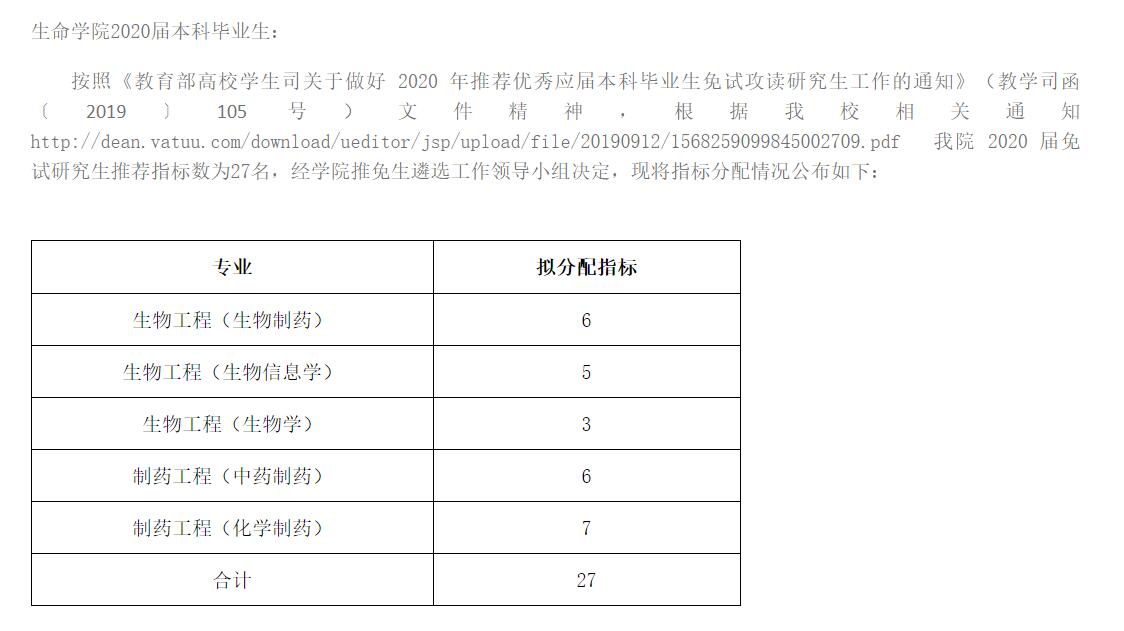 生命学院2020届本科毕业生：
按照《教育部高校学生司关于做好 2020 年推荐优秀应届本科毕业生免试攻读研究生工作的通知》（教学司函
〔2019〕105号）文件精神，根据我校相关通知
http://dean.vatuu.com/download/ueditor/jsp/upload/file/20190912/1568259099845002709.pdf 我院 2020 届免
试研究生推荐指标数为27名，经学院推免生遴选工作领导小组决定，现将指标分配情况公布如下：
专业 拟分配指标
生物工程（生物制药） 6
生物工程（生物信息学） 5
生物工程（生物学） 3
制药工程（中药制药） 6
制药工程（化学制药） 7
合计 27